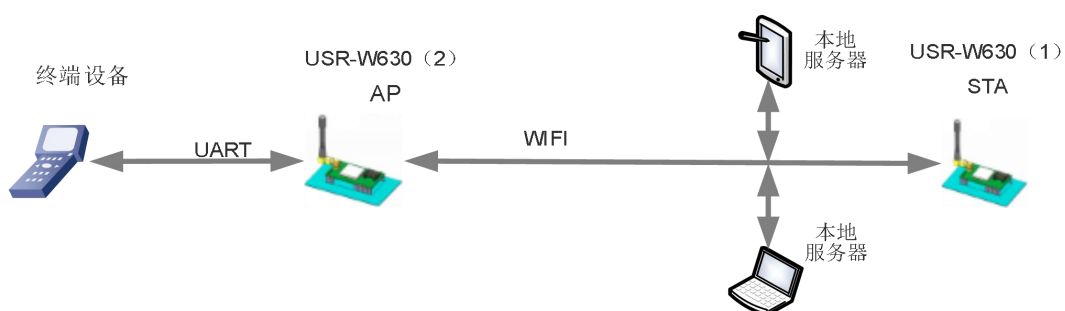 终端设备
USR-W630（2）
AP
UART
WIFI
本地
服务器
USR-W630（1）
STA
本地
服务器